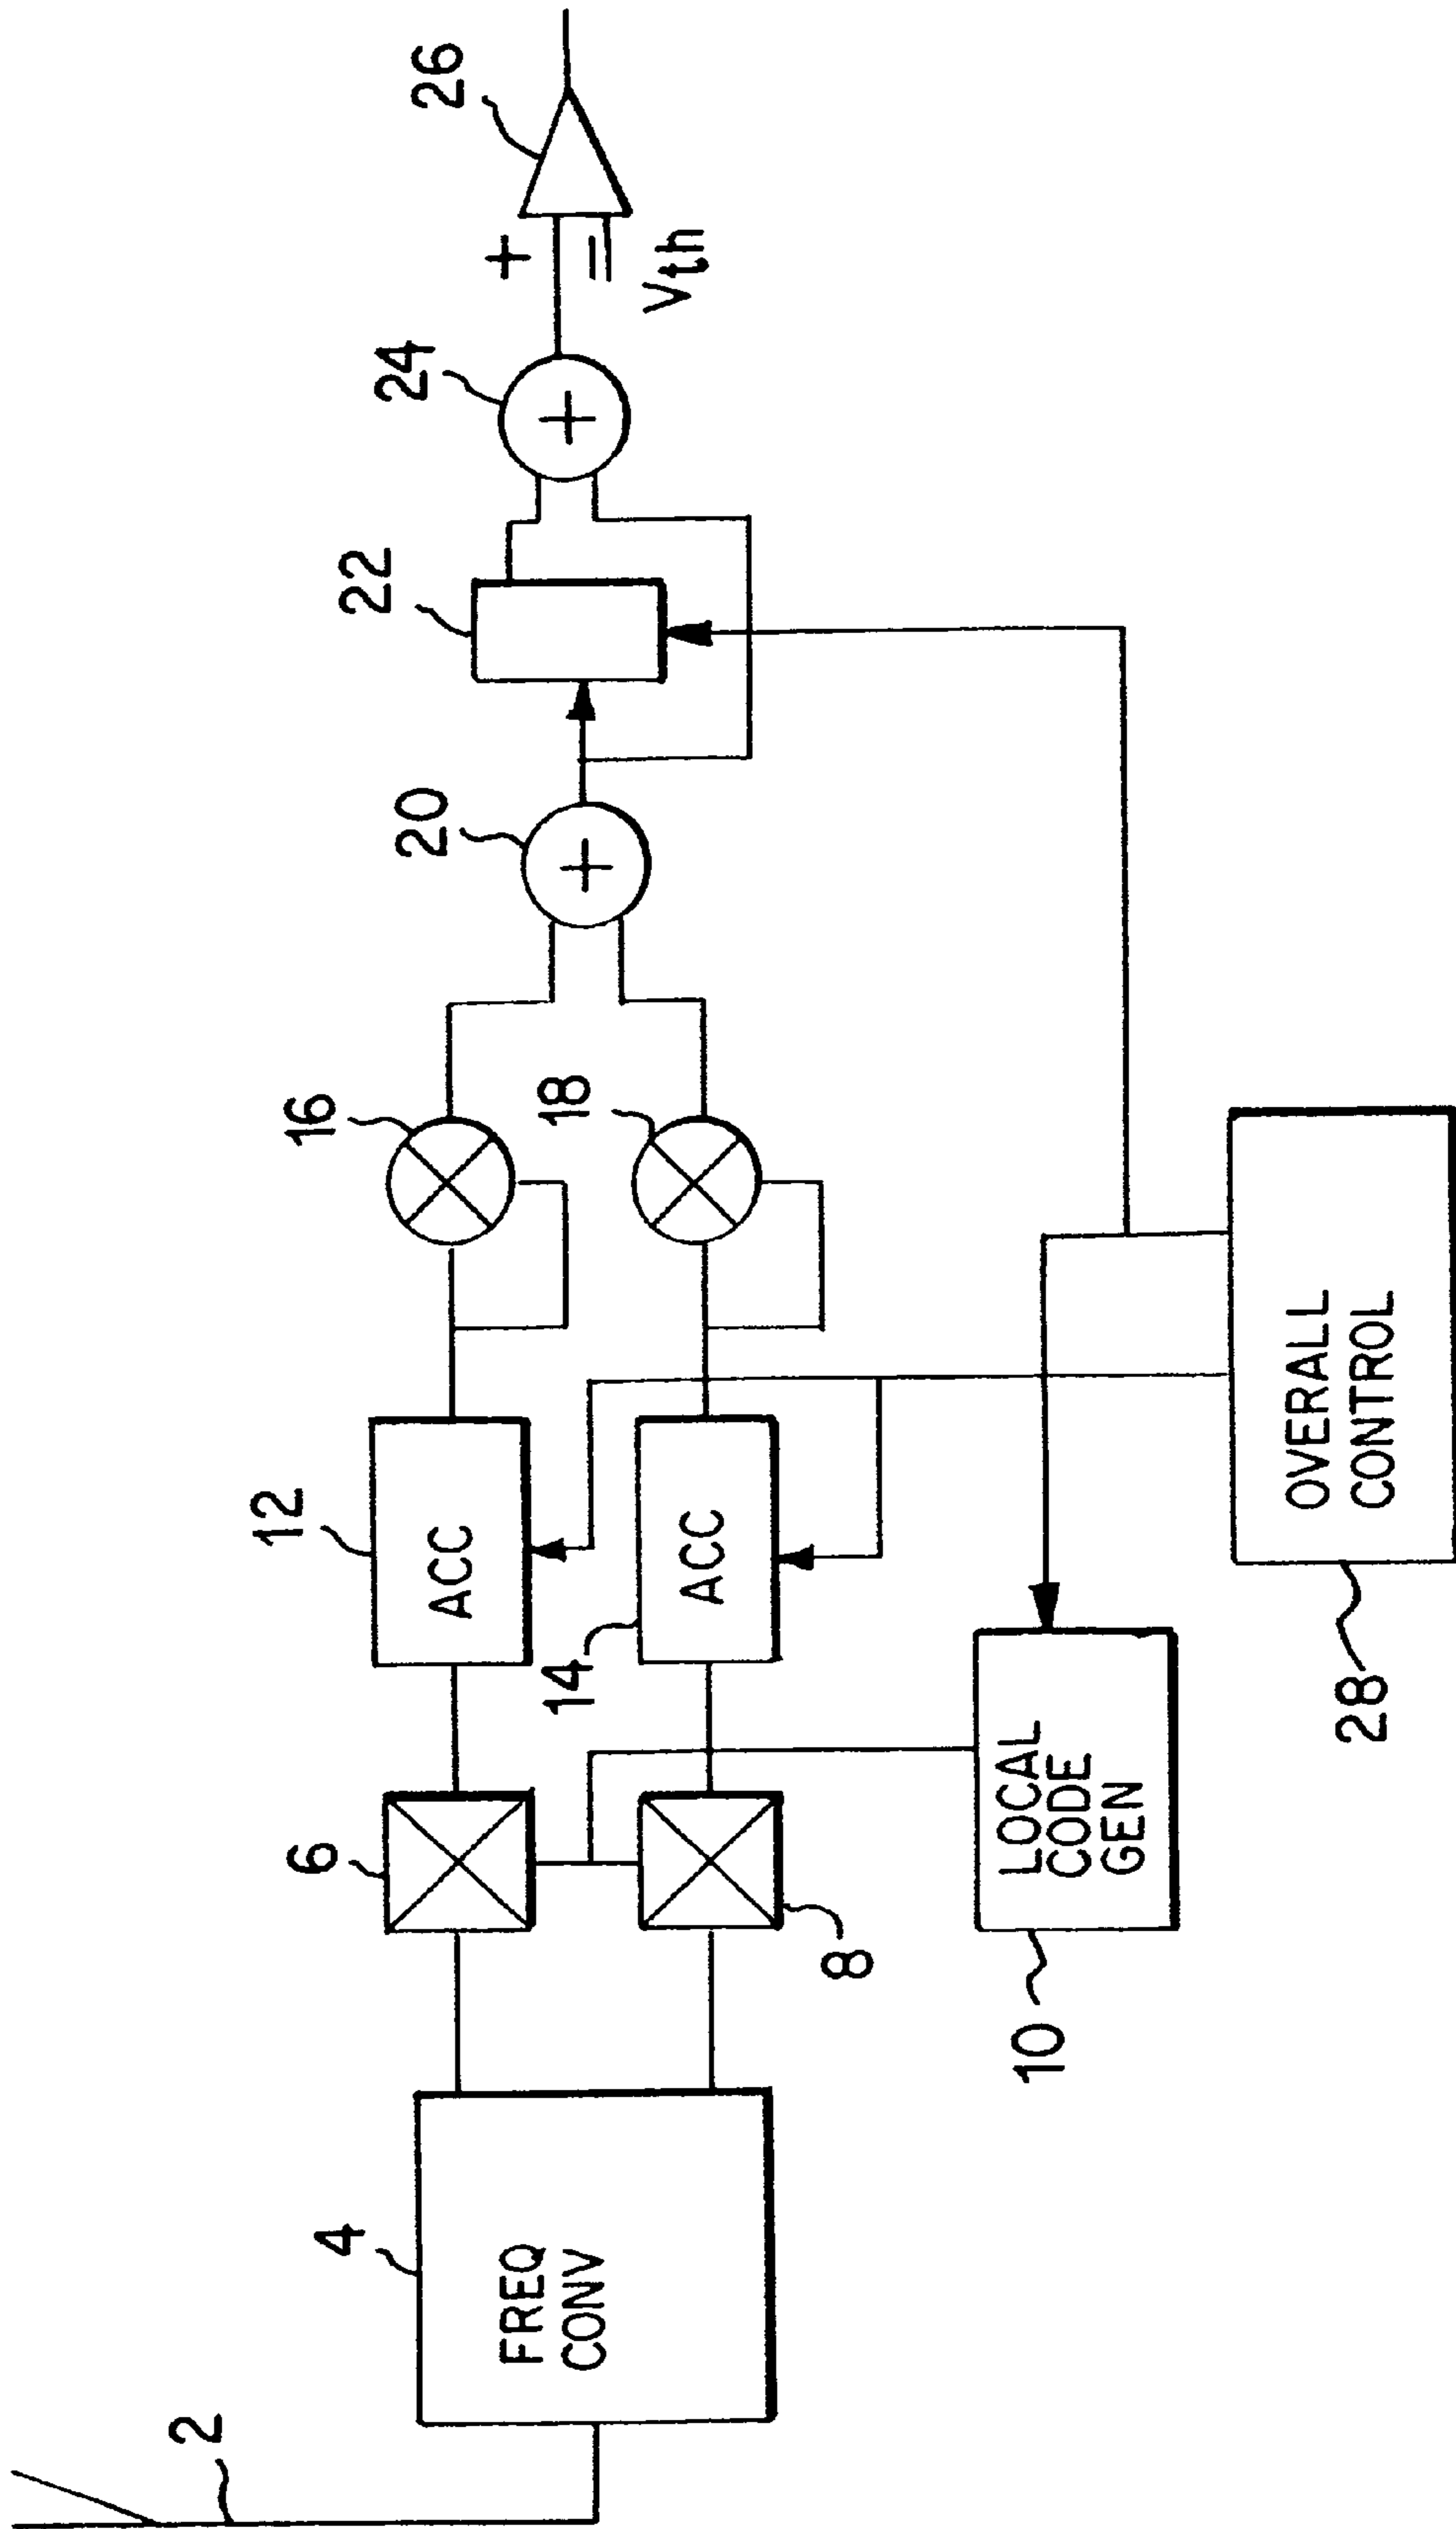 2
4
FREQ
CONV
6
8
10
LOCAL
CODE
GEN
12
ACC
14
ACC
16
18
20
22
24
26
+
+
+
=
Vth
28
OVERALL
CONTROL